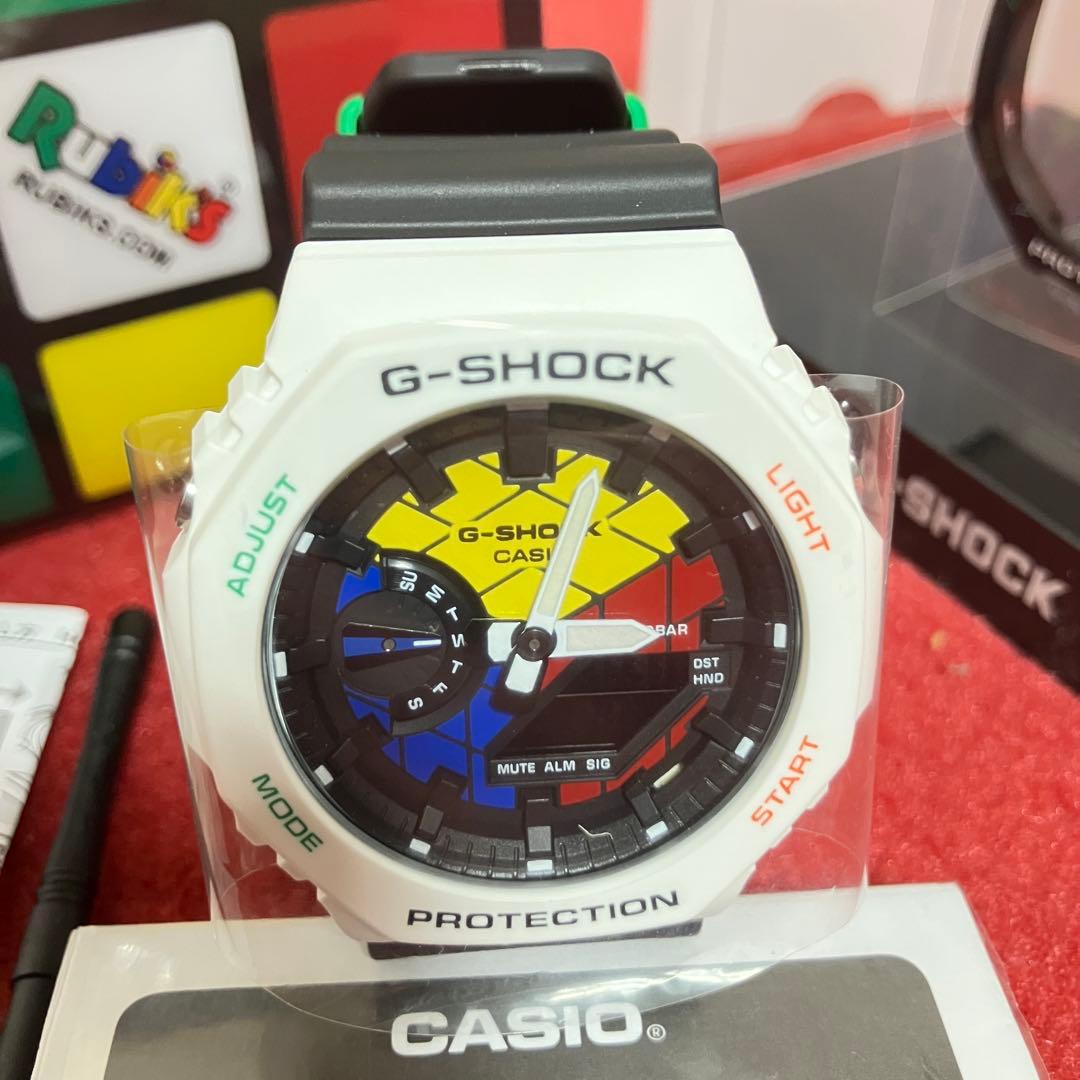 Rubik's®
RUBIKS.COM
G-SHOCK
ADJUST
LIGHT
G-SHOCK
CASI
SU M T W T F S
BAR
DST
HND
MUTE ALM SIG
MODE
START
PROTECTION
-SHOCK
CASIO®